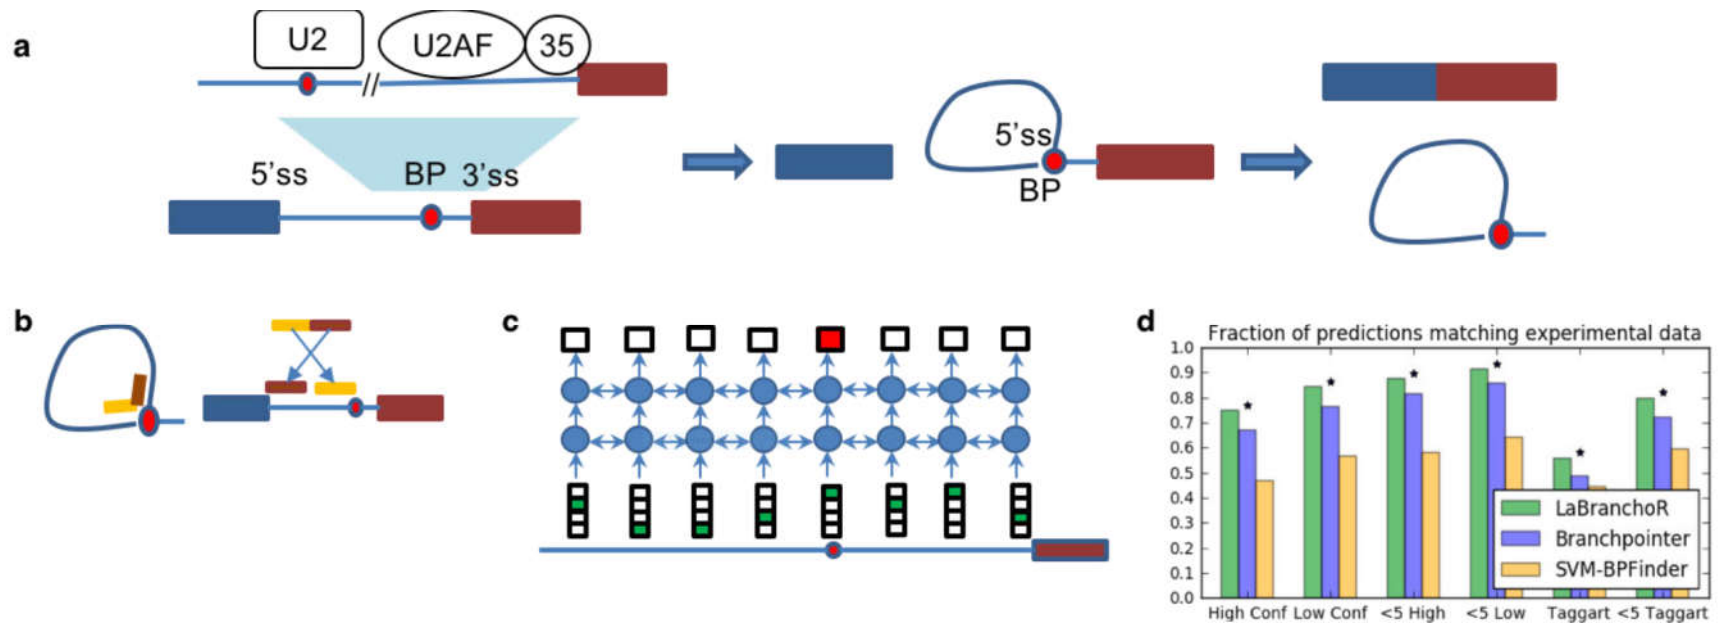 a
U2
U2AF
35
5'ss
BP
3'ss
5'ss
BP
b
c
d
Fraction of predictions matching experimental data
1.0
0.9
0.8
0.7
0.6
0.5
0.4
0.3
0.2
0.1
0.0
LaBranchoR
Branchpointer
SVM-BPFinder
High Conf
Low Conf
<5 High
<5 Low
Taggart
<5 Taggart